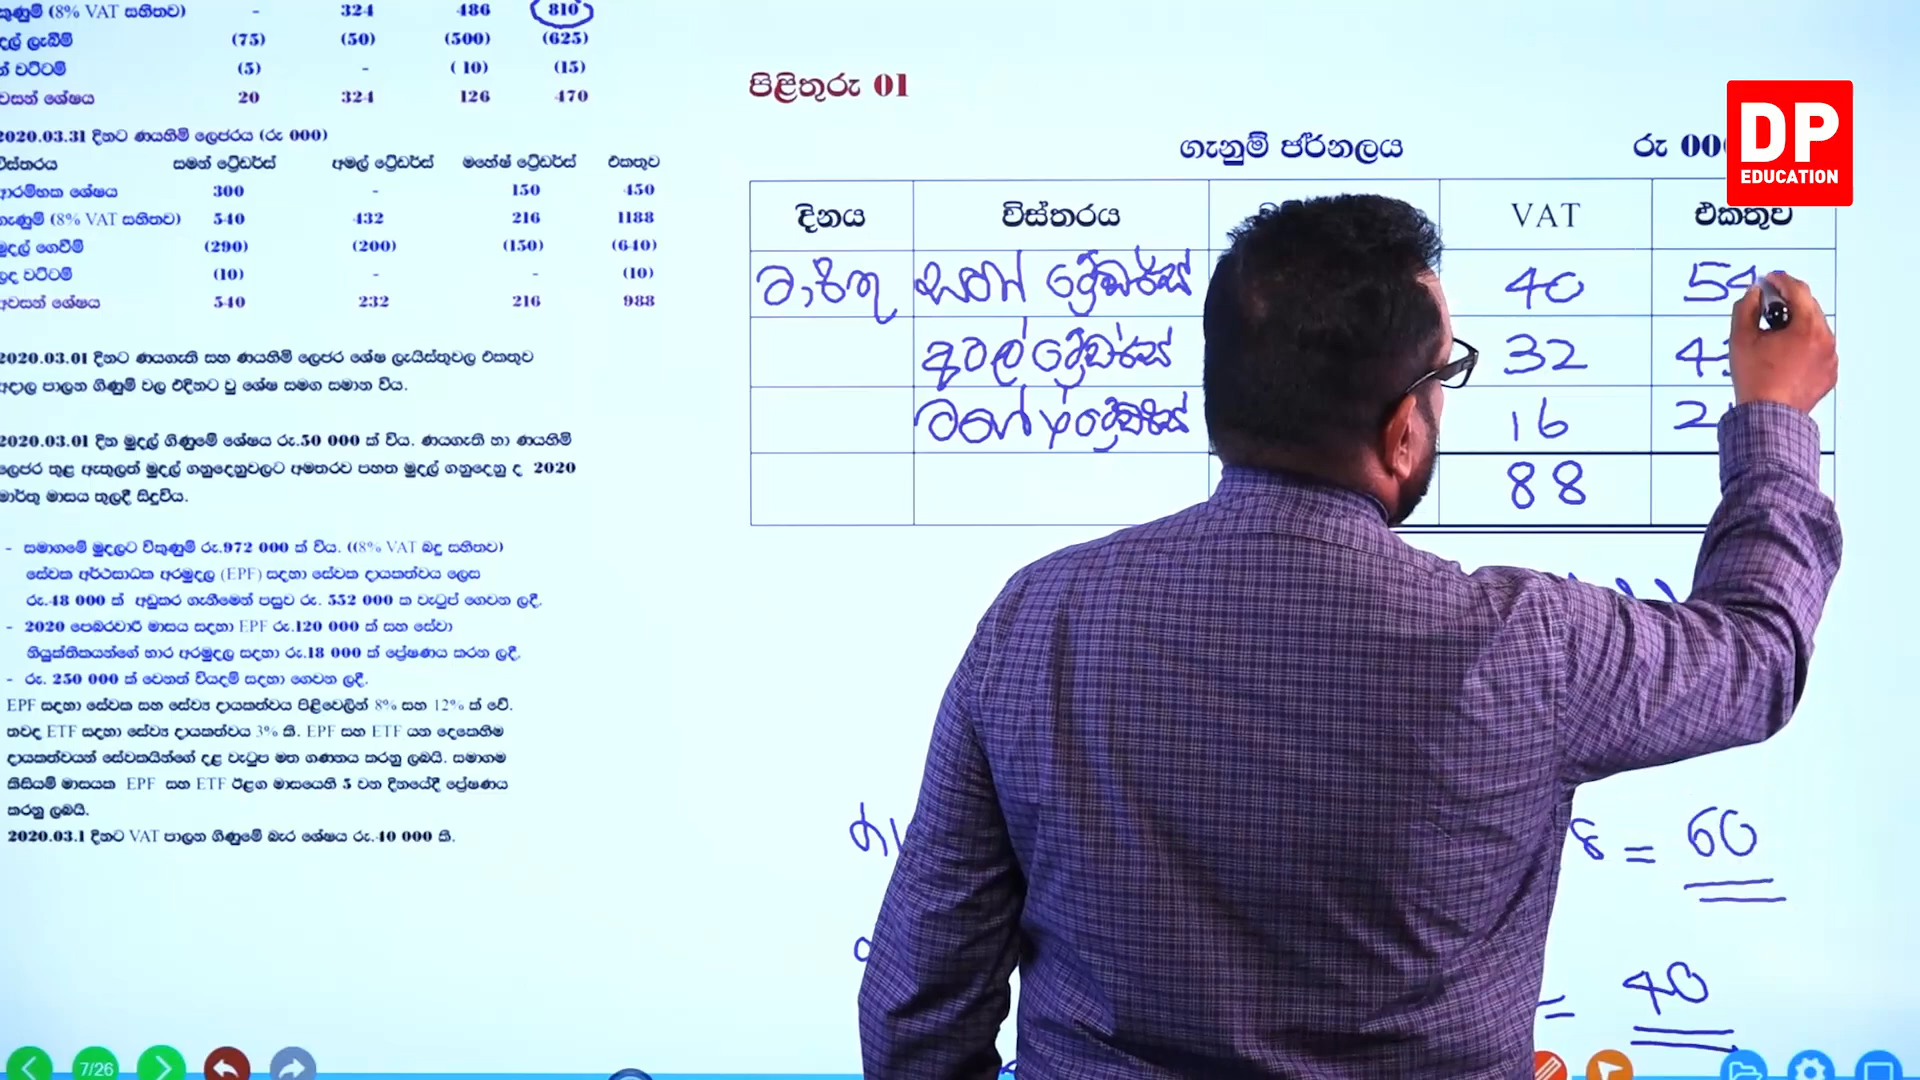 කුණුම් (8% VAT සහිතව) - 324 486 810
දල් ලැබීම් (75) (50) (500) (625)
න් වට්ටම් (5) - ( 10) (15)
වසන් ශේෂය 20 324 126 470
2020.03.31 දිනට ණයහිමි ලෙජරය (රු 000)
විස්තරය සමන් ට්‍රේඩර්ස් අමල් ට්‍රේඩර්ස් මහේෂ් ට්‍රේඩර්ස් එකතුව
ආරම්භක ශේෂය 300 - 150 450
ගැණුම් (8% VAT සහිතව) 540 432 216 1188
මුදල් ගෙවීම් (290) (200) (150) (640)
ලද වට්ටම් (10) - - (10)
අවසන් ශේෂය 540 232 216 988
2020.03.01 දිනට ණයගැති සහ ණයහිමි ලෙජර ශේෂ ලැයිස්තුවල එකතුව
අදාල පාලන ගිණුම් වල එදිනට වු ශේෂ සමග සමාන විය.
2020.03.01 දින මුදල් ගිණුමේ ශේෂය රු.50 000 ක් විය. ණයගැති හා ණයහිමි
ලෙජර තුළ ඇතුලත් මුදල් ගනුදෙනුවලට අමතරව පහත මුදල් ගනුදෙනු ද 2020
මාර්තු මාසය තුලදී සිදුවිය.
- සමාගමේ මුදලට විකුණුම් රු.972 000 ක් විය. ((8% VAT බදු සහිතව)
සේවක අර්ථසාධක අරමුදල (EPF) සඳහා සේවක දායකත්වය ලෙස
රු.48 000 ක් අඩුකර ගැනීමෙන් පසුව රු. 552 000 ක වැටුප් ගෙවන ලදී.
- 2020 පෙබරවාරි මාසය සඳහා EPF රු.120 000 ක් සහ සේවා
නියුක්තිකයන්ගේ භාර අරමුදල සඳහා රු.18 000 ක් ප්‍රේෂණය කරන ලදී.
- රු. 250 000 ක් වෙනත් වියදම් සඳහා ගෙවන ලදී.
EPF සඳහා සේවක සහ සේව්‍ය දායකත්වය පිළිවෙලින් 8% සහ 12% ක් වේ.
තවද ETF සඳහා සේව්‍ය දායකත්වය 3% කි. EPF සහ ETF යන දෙකෙහිම
දායකත්වයන් සේවකයින්ගේ දළ වැටුප මත ගණනය කරනු ලබයි. සමාගම
කිසියම් මාසයක EPF සහ ETF ඊළග මාසයෙහි 5 වන දිනයේදී ප්‍රේෂණය
කරනු ලබයි.
2020.03.1 දිනට VAT පාලන ගිණුමේ බැර ශේෂය රු.40 000 කි.
පිළිතුරු 01
ගැනුම් ජර්නලය රු 00
දිනය විස්තරය VAT එකතුව
මාර්තු සමන් ට්‍රේඩර්ස් 40 54
අමල් ට්‍රේඩර්ස් 32 4
මහේෂ් ට්‍රේඩර්ස් 16 2
88
8 = 60
= 40
DP
EDUCATION
7/26